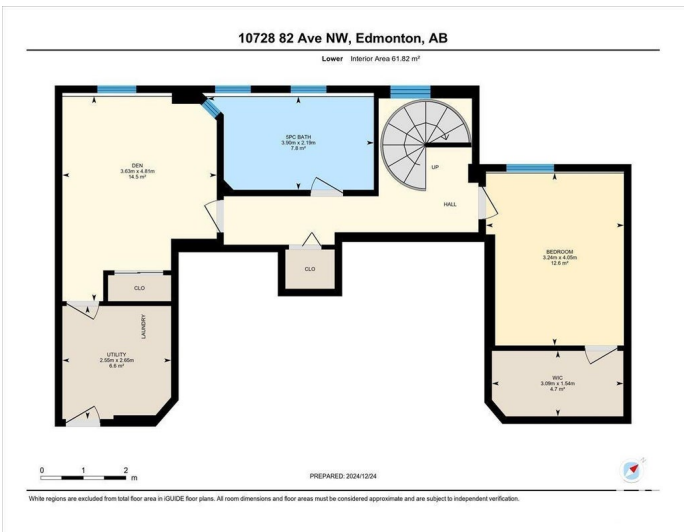 10728 82 Ave NW, Edmonton, AB
Lower Interior Area 61.82 m²
5PC BATH
3.90m x 2.19m
7.8 m²
DEN
3.63m x 4.81m
14.5 m²
UP
HALL
BEDROOM
3.24m x 4.05m
12.6 m²
CLO
CLO
LAUNDRY
UTILITY
2.55m x 2.65m
6.6 m²
WIC
3.09m x 1.54m
4.7 m²
0 1 2
m
PREPARED: 2024/12/24
White regions are excluded from total floor area in iGUIDE floor plans. All room dimensions and floor areas must be considered approximate and are subject to independent verification.